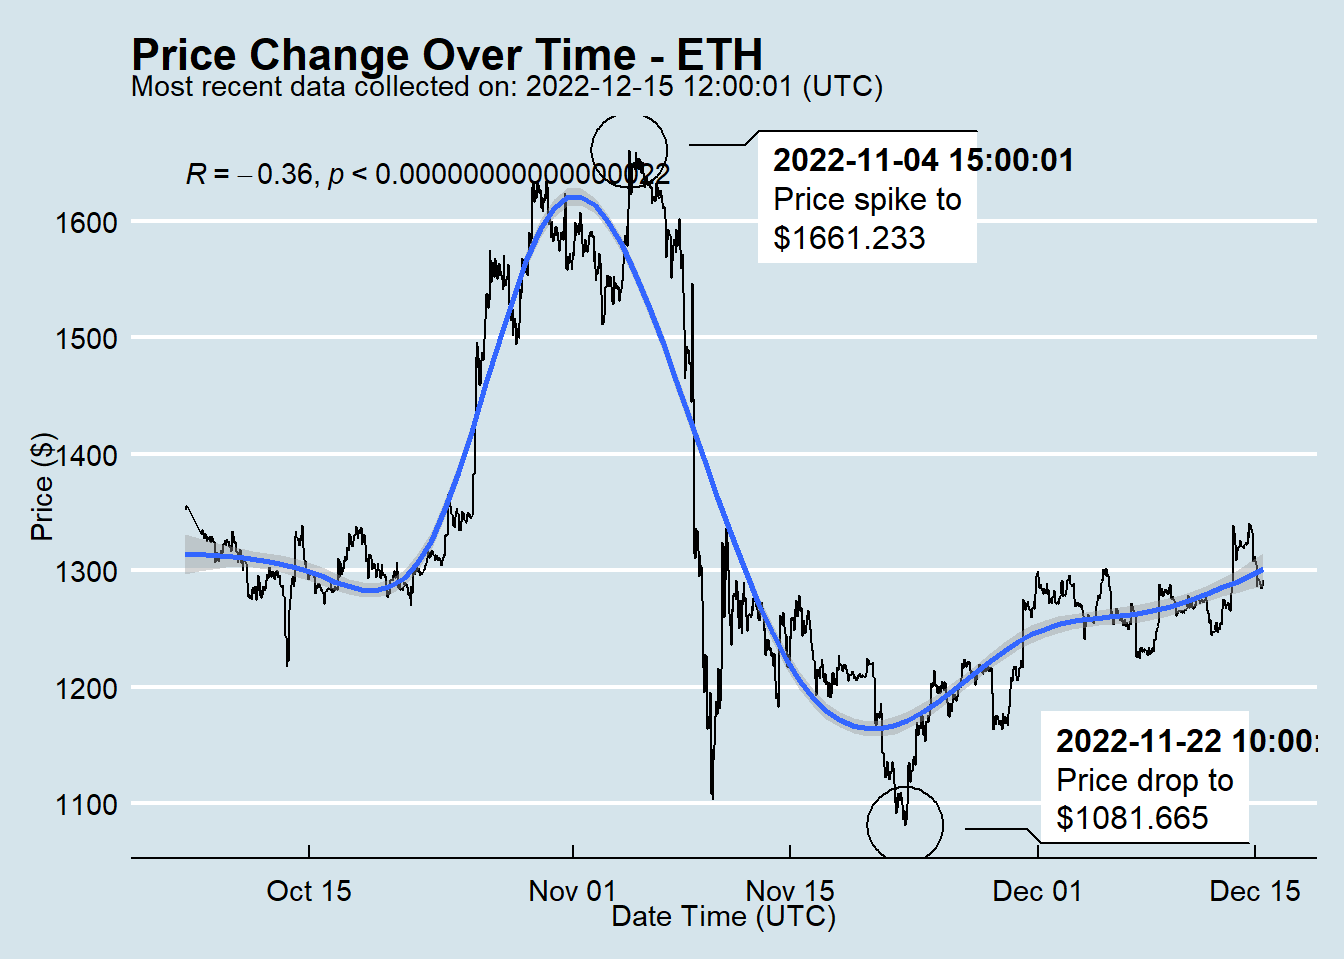 Price Change Over Time - ETH
Most recent data collected on: 2022-12-15 12:00:01 (UTC)
R = −0.36, p < 0.00000000000000022
2022-11-04 15:00:01
Price spike to
$1661.233
1600
1500
1400
1300
1200
1100
Price ($)
2022-11-22 10:00:
Price drop to
$1081.665
Oct 15
Nov 01
Nov 15
Dec 01
Dec 15
Date Time (UTC)